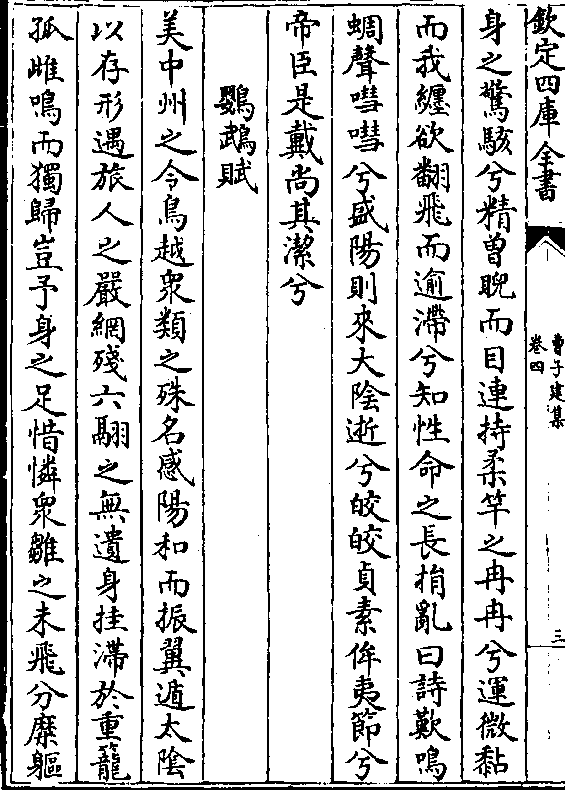 欽定四庫全書
曹子建集
卷四
三
身之驚駭兮精曾睨而目連持柔竿之冉冉兮運微黏
而我纏欲翻飛而逾滯兮知性命之長捐亂曰詩歎鳴
蜩聲嘒嘒兮盛陽則來大陰逝兮皎皎貞素侔夷節兮
帝臣是戴尚其潔兮
鸚鵡賦
美中州之令鳥越衆類之殊名感陽和而振翼遁太陰
以存形遇旅人之嚴網殘六翮之無遺身挂滯於重籠
孤雌鳴而獨歸豈予身之足惜憐衆雛之未飛分糜軀